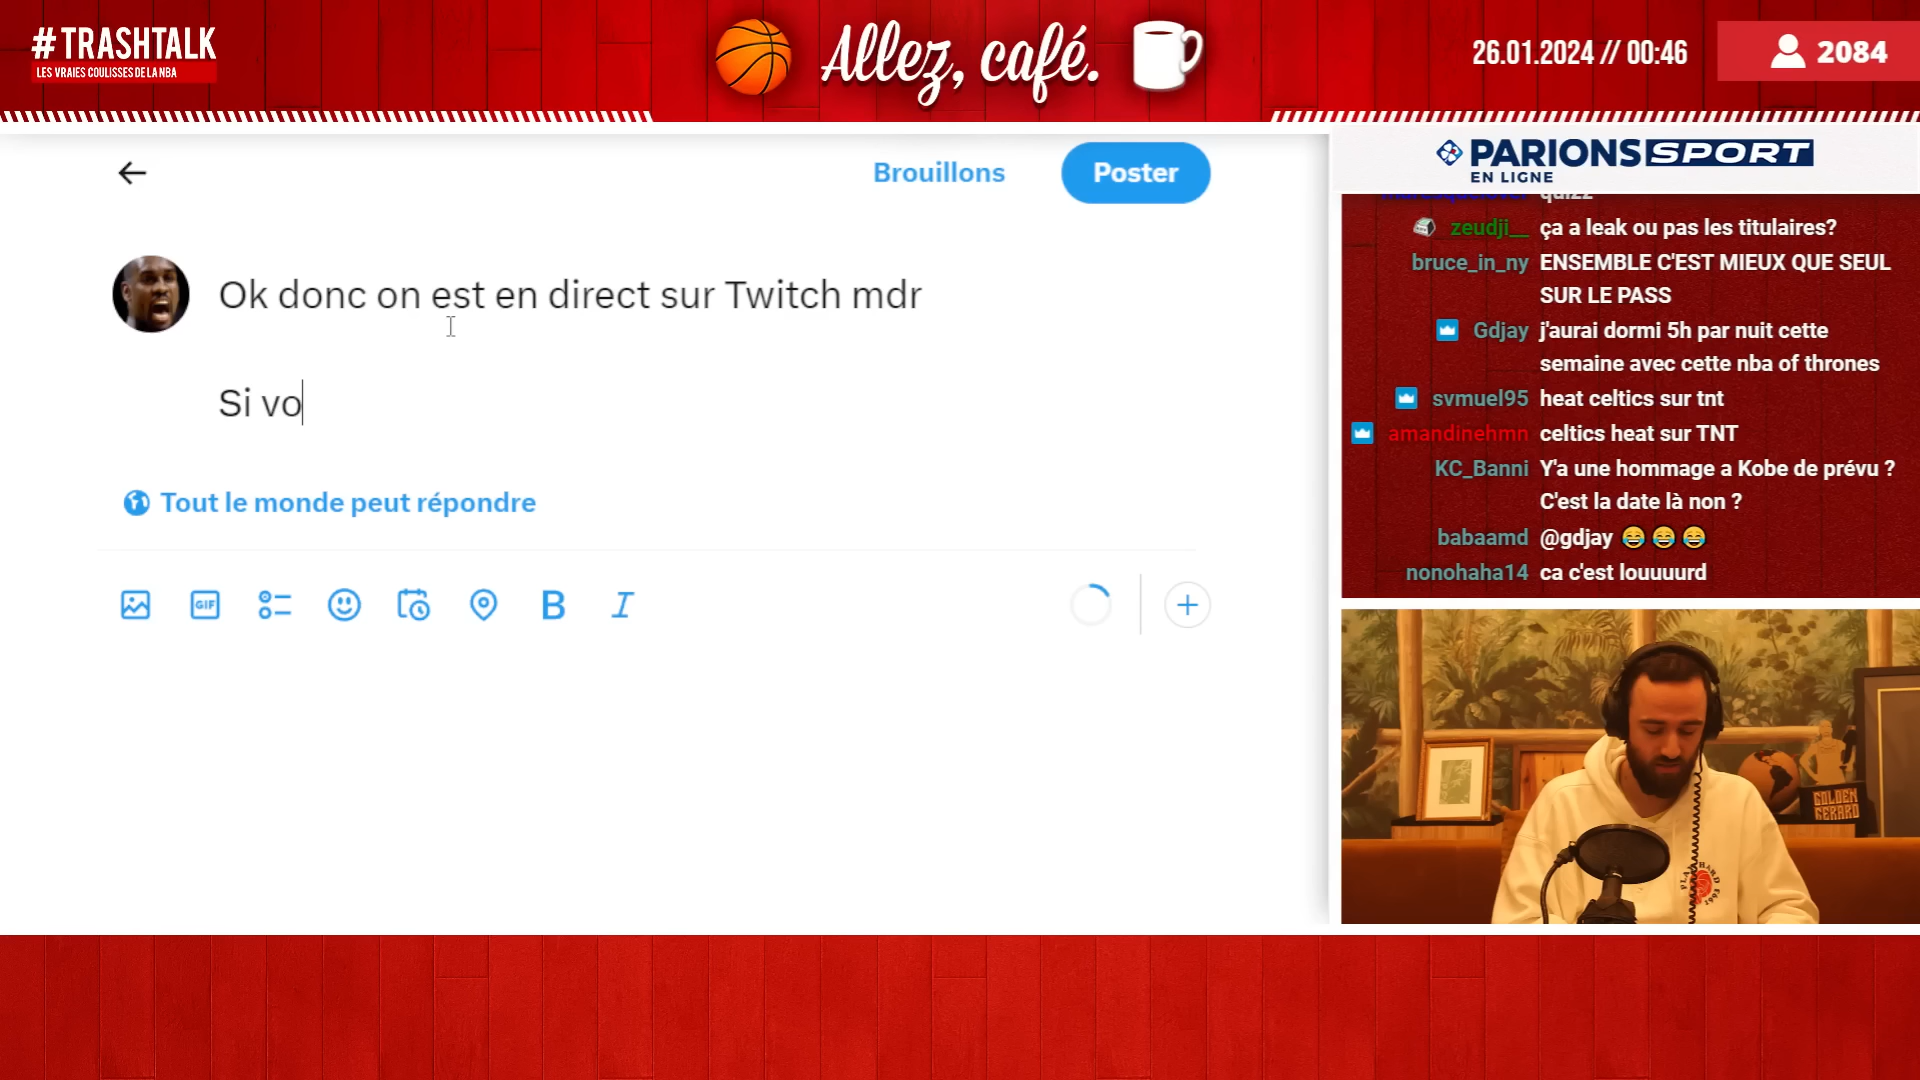 #TRASHTALK
LES VRAIES COULISSES DE LA NBA
Allez, café.
26.01.2024 // 00:46
2084
Brouillons
Poster
Ok donc on est en direct sur Twitch mdr
Si vo
Tout le monde peut répondre
GIF
B
I
PARIONS SPORT
EN LIGNE
quizz
zeudji__ ça a leak ou pas les titulaires?
bruce_in_ny ENSEMBLE C'EST MIEUX QUE SEUL
SUR LE PASS
Gdjay j'aurai dormi 5h par nuit cette
semaine avec cette nba of thrones
svmuel95 heat celtics sur tnt
amandinehmn celtics heat sur TNT
KC_Banni Y'a une hommage a Kobe de prévu ?
C'est la date là non ?
babaamd @gdjay 😂 😂 😂
nonohaha14 ca c'est louuuurd
GOLDEN
GERARD
PLAY HARD